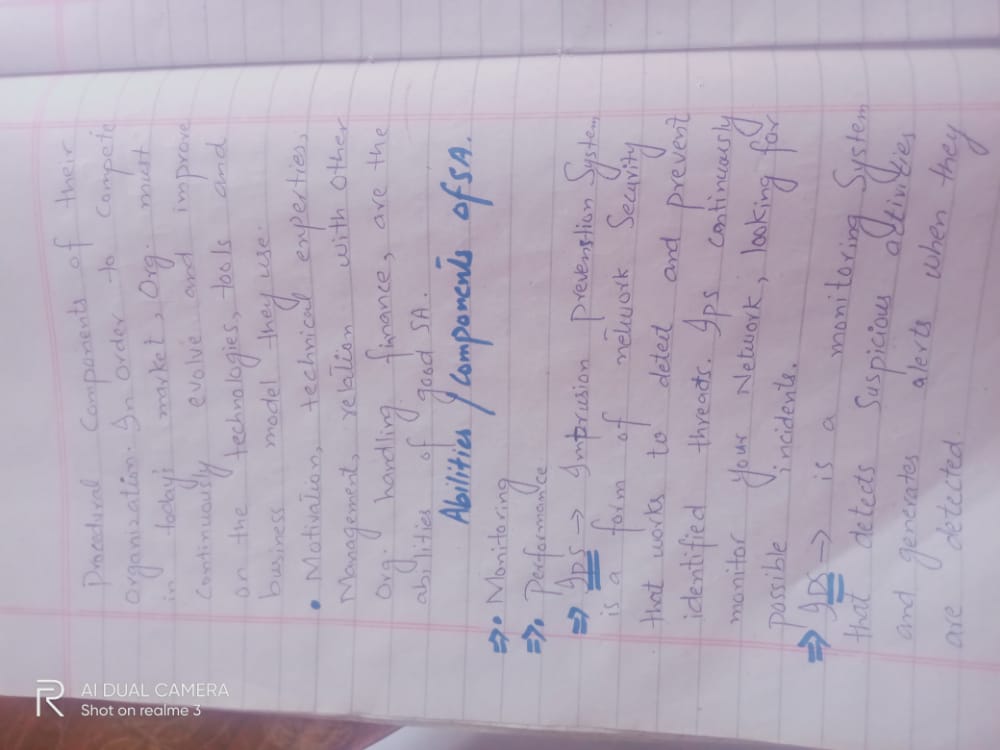 Procedural Components of their
organization. In order to compete
in today's market, Org. must
continuously evolve and improve
on the technologies, tools and
business model they use.
• Motivation, technical experties,
Management, relation with other
Org. handling finance, are the
abilities of good SA.
Abilities / Components of SA.
⇒• Monitoring
⇒• Performance
⇒ IPS → Intrusion Prevenstion System
is a form of network Security
that works to detect and prevent
identified threads. Ips continuously
monitor your Network, looking for
possible incidents.
⇒ IDS → is a monitoring System
that detects Suspicious activities
and generates alerts when they
are detected.
R AI DUAL CAMERA
Shot on realme 3